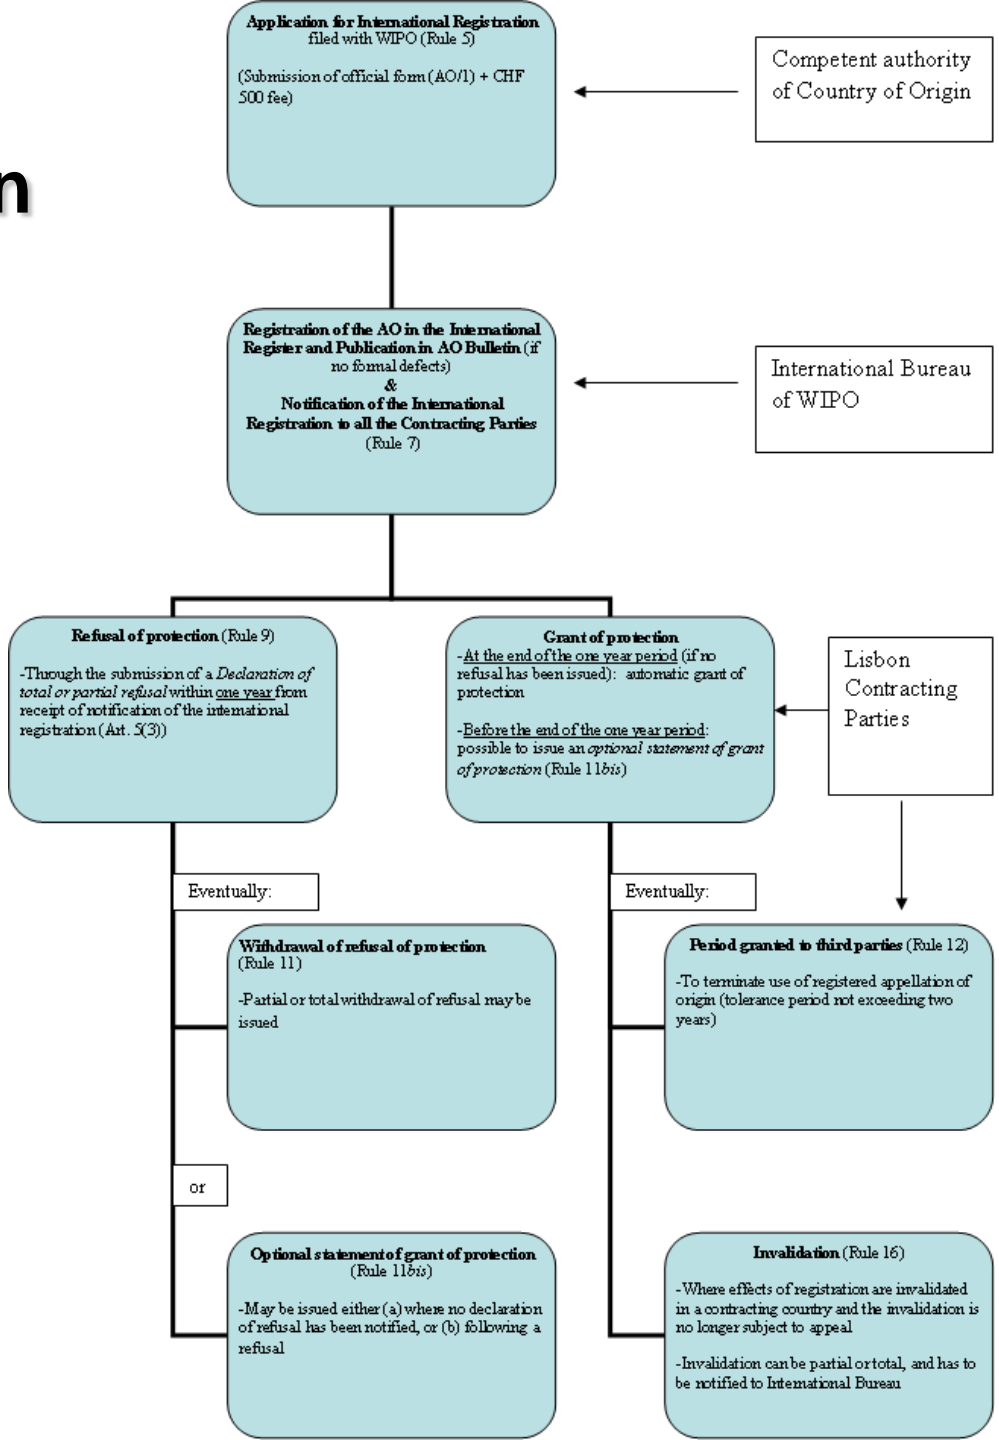 Application for International Registration
filed with WIPO (Rule 5)
(Submission of official form (AO/1) + CHF
500 fee)
Competent authority
of Country of Origin
n
Registration of the AO in the International
Register and Publication in AO Bulletin (if
no formal defects)
&
Notification of the International
Registration to all the Contracting Parties
(Rule 7)
International Bureau
of WIPO
Refusal of protection (Rule 9)
-Through the submission of a Declaration of
total or partial refusal within one year from
receipt of notification of the international
registration (Art. 5(3))
Grant of protection
-At the end of the one year period (if no
refusal has been issued): automatic grant of
protection
-Before the end of the one year period:
possible to issue an optional statement of grant
of protection (Rule 11bis)
Lisbon
Contracting
Parties
Eventually:
Eventually:
Withdrawal of refusal of protection
(Rule 11)
-Partial or total withdrawal of refusal may be
issued
Period granted to third parties (Rule 12)
-To terminate use of registered appellation of
origin (tolerance period not exceeding two
years)
or
Optional statement of grant of protection
(Rule 11bis)
-May be issued either (a) where no declaration
of refusal has been notified, or (b) following a
refusal
Invalidation (Rule 16)
-Where effects of registration are invalidated
in a contracting country and the invalidation is
no longer subject to appeal
-Invalidation can be partial or total, and has to
be notified to International Bureau